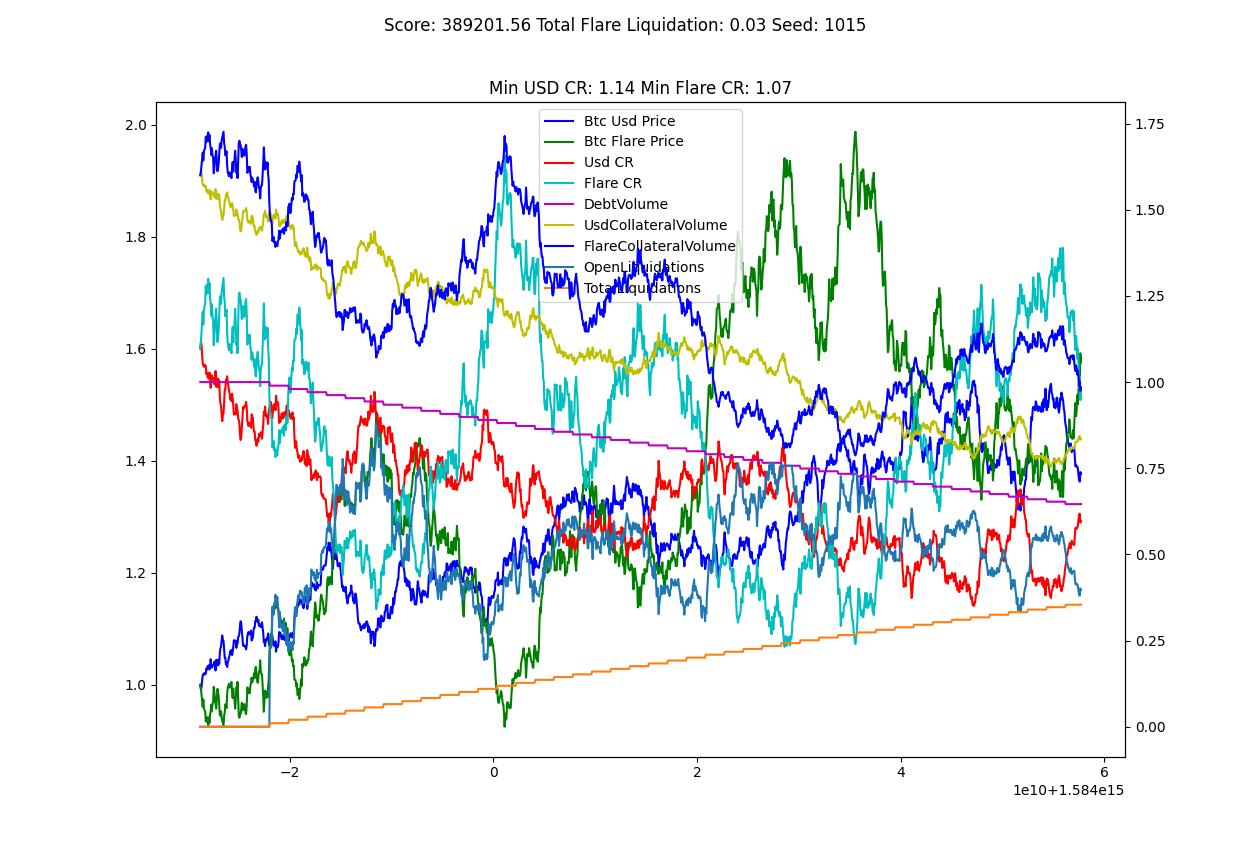 Score: 389201.56 Total Flare Liquidation: 0.03 Seed: 1015
Min USD CR: 1.14 Min Flare CR: 1.07
2.0
1.8
1.6
1.4
1.2
1.0
Btc Usd Price
Btc Flare Price
Usd CR
Flare CR
DebtVolume
UsdCollateralVolume
FlareCollateralVolume
OpenLiquidations
TotalLiquidations
1.75
1.50
1.25
1.00
0.75
0.50
0.25
0.00
−2
0
2
4
6
1e10+1.584e15